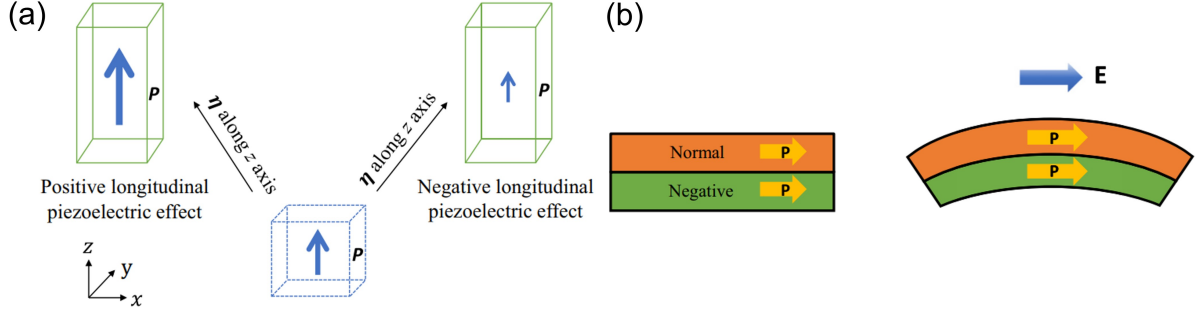 (a)
P
P
η along z axis
η along z axis
Positive longitudinal
piezoelectric effect
Negative longitudinal
piezoelectric effect
P
z
y
x
(b)
E
Normal
P
Negative
P
P
P